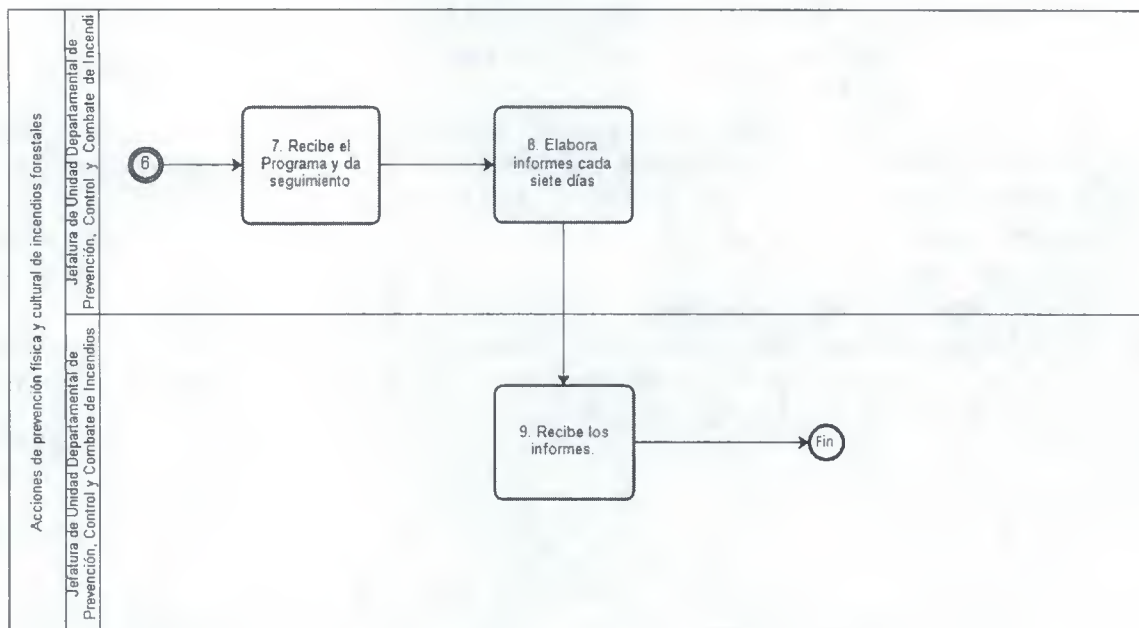 Acciones de prevención física y cultural de incendios forestales
Jefatura de Unidad Departamental de
Prevención, Control y Combate de Incendi
6
7. Recibe el
Programa y da
seguimiento
8. Elabora
informes cada
siete días
Jefatura de Unidad Departamental de
Prevención, Control y Combate de Incendios
9. Recibe los
informes.
Fin